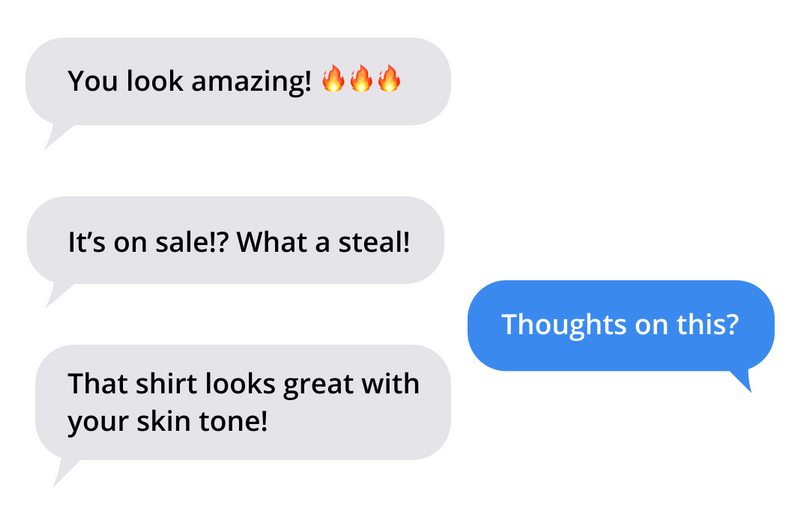 You look amazing! 🔥🔥🔥
It’s on sale!? What a steal!
Thoughts on this?
That shirt looks great with
your skin tone!